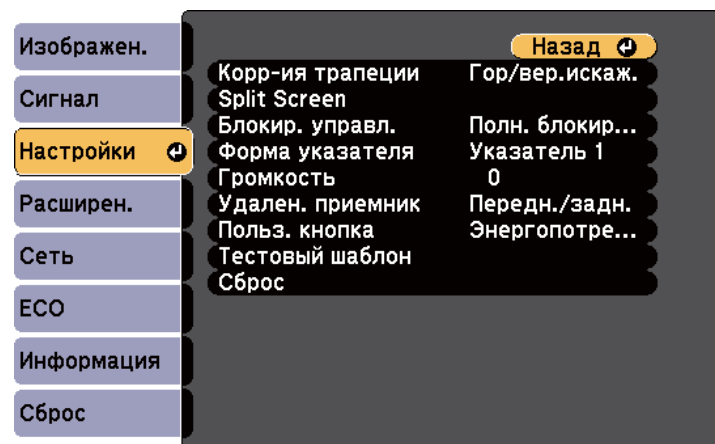 Изображен.
Сигнал
Настройки
Расширен.
Сеть
ECO
Информация
Сброс
Назад
Корр-ия трапеции Гор/вер.искаж.
Split Screen
Блокир. управл. Полн. блокир...
Форма указателя Указатель 1
Громкость 0
Удален. приемник Передн./задн.
Польз. кнопка Энергопотре...
Тестовый шаблон
Сброс